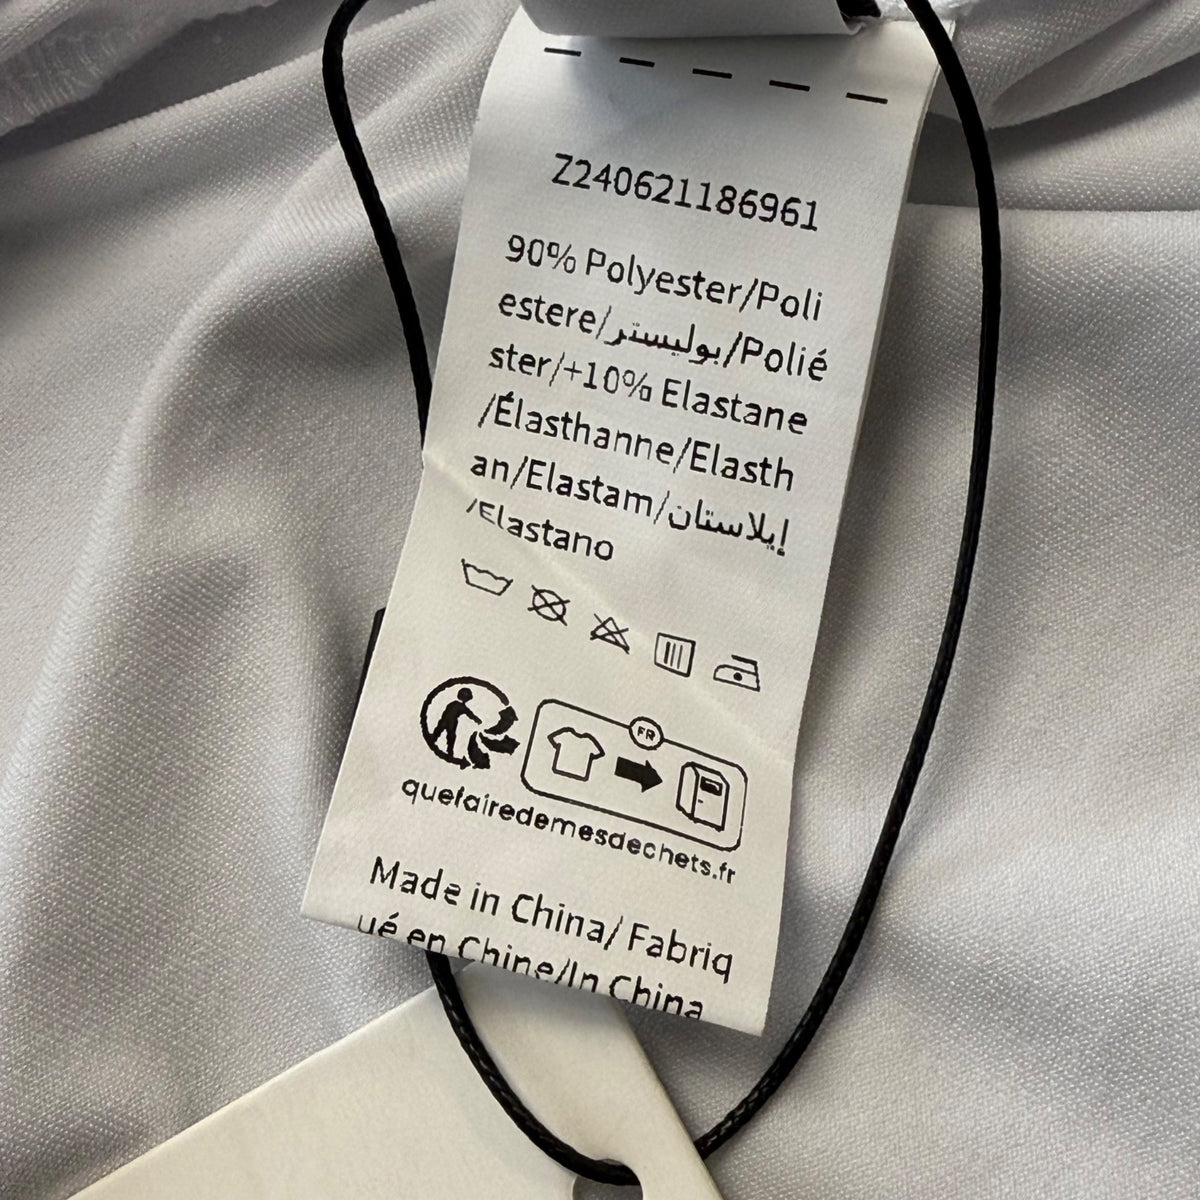 Z240621186961
90% Polyester/Poli
estere/بوليستر/Polié
ster/+10% Elastane
/Élasthanne/Elasth
an/Elastam/إيلاستان
/Elastano
FR
quefairedemesdechets.fr
Made in China/ Fabriq
ué en Chine/In China